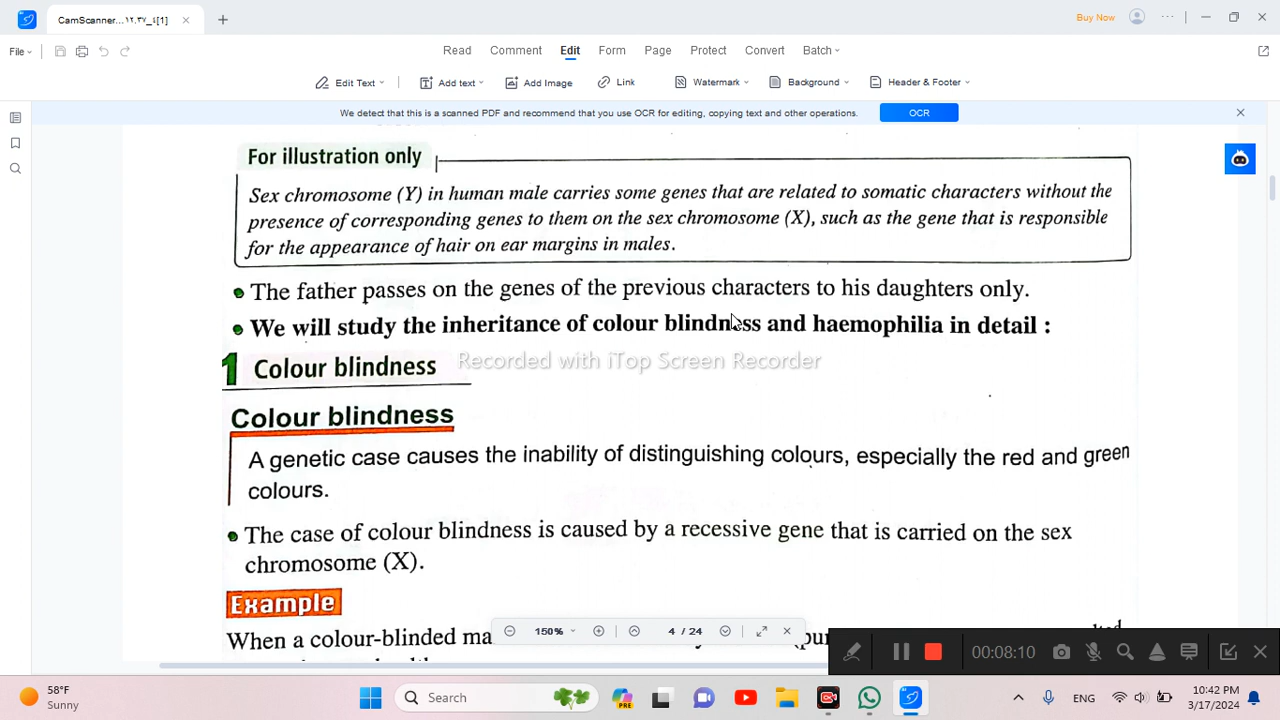 CamScanner...١٢.٣٧_٤[1]
Buy Now
File
Read Comment Edit Form Page Protect Convert Batch
Edit Text Add text Add Image Link Watermark Background Header & Footer
We detect that this is a scanned PDF and recommend that you use OCR for editing, copying text and other operations. OCR
For illustration only
Sex chromosome (Y) in human male carries some genes that are related to somatic characters without the
presence of corresponding genes to them on the sex chromosome (X), such as the gene that is responsible
for the appearance of hair on ear margins in males.
• The father passes on the genes of the previous characters to his daughters only.
• We will study the inheritance of colour blindness and haemophilia in detail :
Recorded with iTop Screen Recorder
1 Colour blindness
Colour blindness
A genetic case causes the inability of distinguishing colours, especially the red and green
colours.
• The case of colour blindness is caused by a recessive gene that is carried on the sex
chromosome (X).
Example
150% 4 / 24
When a colour-blinded ma
00:08:10
58°F
Sunny
Search
PRE
ENG
10:42 PM
3/17/2024